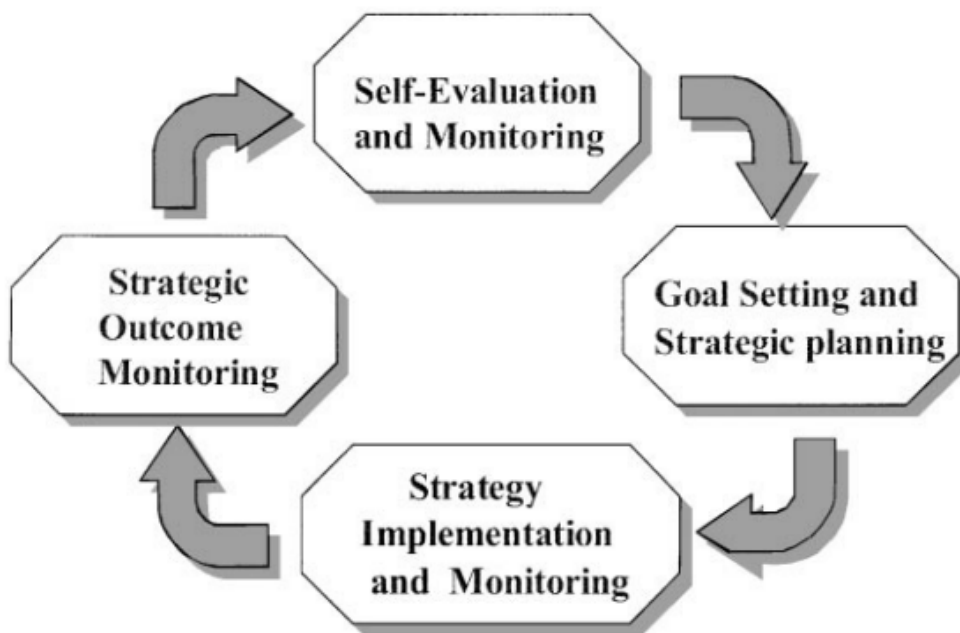 Self-Evaluation
and Monitoring
Goal Setting and
Strategic planning
Strategy
Implementation
and Monitoring
Strategic
Outcome
Monitoring